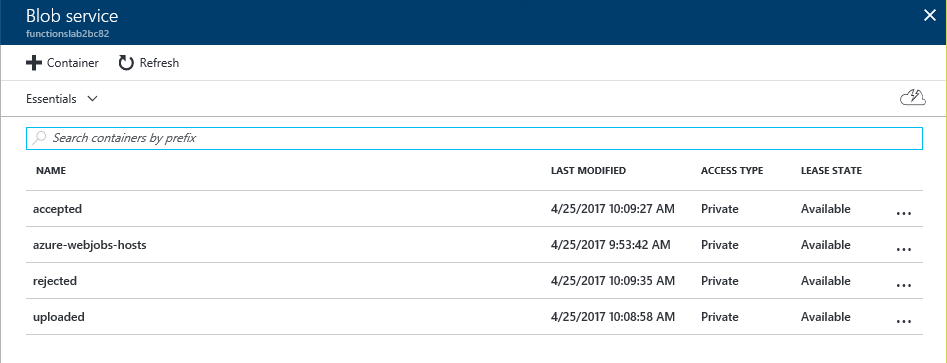 Blob service
functionslab2bc82
Container Refresh
Essentials
Search containers by prefix
NAME LAST MODIFIED ACCESS TYPE LEASE STATE
accepted 4/25/2017 10:09:27 AM Private Available ...
azure-webjobs-hosts 4/25/2017 9:53:42 AM Private Available ...
rejected 4/25/2017 10:09:35 AM Private Available ...
uploaded 4/25/2017 10:08:58 AM Private Available ...